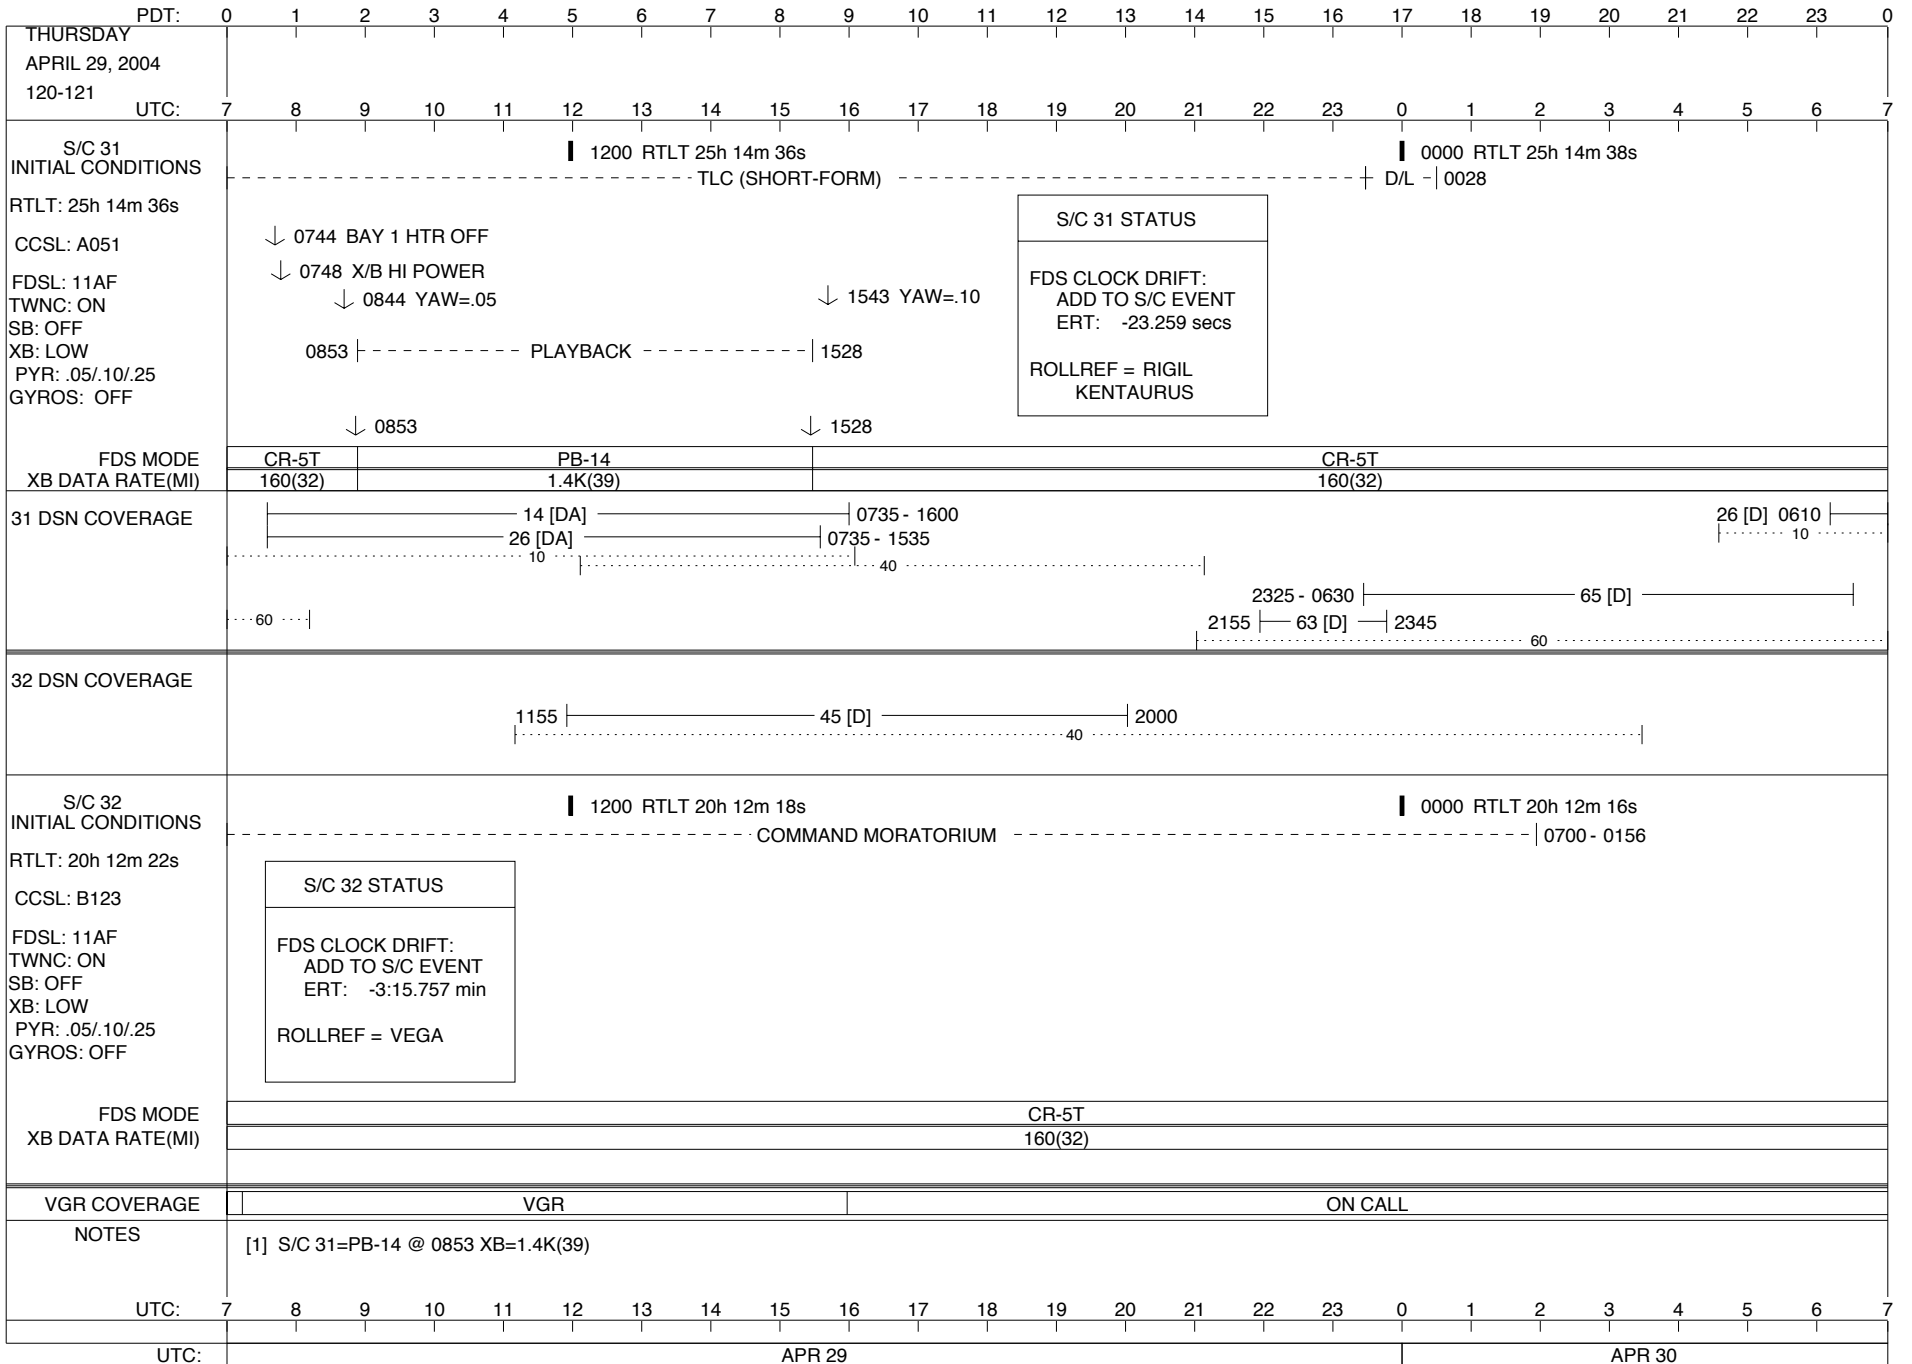 PDT: 0 1 2 3 4 5 6 7 8 9 10 11 12 13 14 15 16 17 18 19 20 21 22 23 0
THURSDAY
APRIL 29, 2004
120-121
UTC: 7 8 9 10 11 12 13 14 15 16 17 18 19 20 21 22 23 0 1 2 3 4 5 6 7
S/C 31
INITIAL CONDITIONS
RTLT: 25h 14m 36s
CCSL: A051
FDSL: 11AF
TWNC: ON
SB: OFF
XB: LOW
PYR: .05/.10/.25
GYROS: OFF
1200 RTLT 25h 14m 36s
0000 RTLT 25h 14m 38s
TLC (SHORT-FORM)
D/L
0028
0744 BAY 1 HTR OFF
0748 X/B HI POWER
0844 YAW=.05
1543 YAW=.10
0853 PLAYBACK 1528
S/C 31 STATUS
FDS CLOCK DRIFT:
ADD TO S/C EVENT
ERT: -23.259 secs
ROLLREF = RIGIL
KENTAURUS
0853
1528
FDS MODE CR-5T PB-14 CR-5T
XB DATA RATE(MI) 160(32) 1.4K(39) 160(32)
31 DSN COVERAGE
14 [DA] 0735 - 1600
26 [D] 0610
26 [DA] 0735 - 1535
10
10
40
2325 - 0630 65 [D]
60
2155 63 [D] 2345
60
32 DSN COVERAGE
1155 45 [D] 2000
40
S/C 32
INITIAL CONDITIONS
RTLT: 20h 12m 22s
CCSL: B123
FDSL: 11AF
TWNC: ON
SB: OFF
XB: LOW
PYR: .05/.10/.25
GYROS: OFF
1200 RTLT 20h 12m 18s
0000 RTLT 20h 12m 16s
COMMAND MORATORIUM
0700 - 0156
S/C 32 STATUS
FDS CLOCK DRIFT:
ADD TO S/C EVENT
ERT: -3:15.757 min
ROLLREF = VEGA
FDS MODE CR-5T
XB DATA RATE(MI) 160(32)
VGR COVERAGE VGR ON CALL
NOTES
[1] S/C 31=PB-14 @ 0853 XB=1.4K(39)
UTC: 7 8 9 10 11 12 13 14 15 16 17 18 19 20 21 22 23 0 1 2 3 4 5 6 7
UTC: APR 29 APR 30